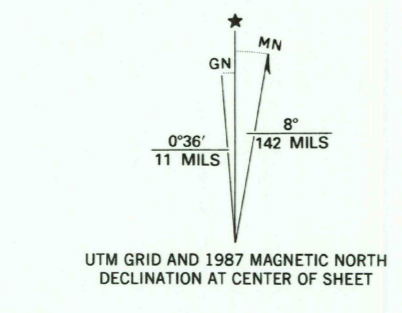 ★
MN
GN
8°
142 MILS
0°36′
11 MILS
UTM GRID AND 1987 MAGNETIC NORTH
DECLINATION AT CENTER OF SHEET